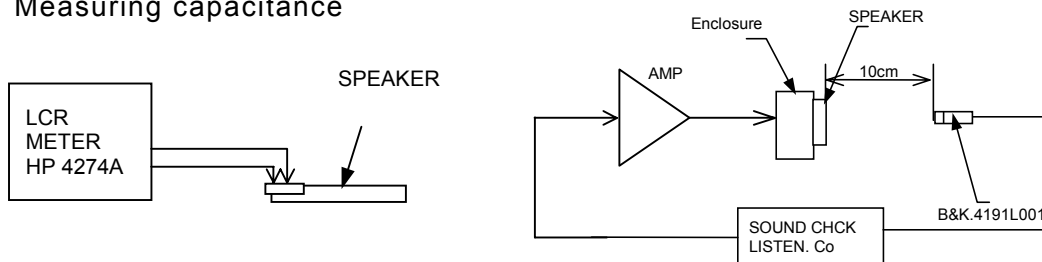 Measuring capacitance
SPEAKER
LCR
METER
HP 4274A
Enclosure
SPEAKER
AMP
10cm
B&K.4191L001
SOUND CHCK
LISTEN. Co